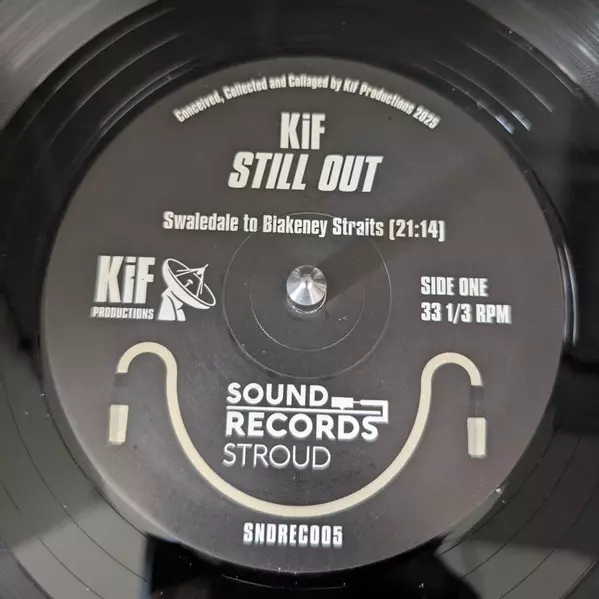 Conceived, Collected and Collaged by KiF Productions 2025
KiF
STILL OUT
Swaledale to Blakeney Straits (21:14)
KiF
PRODUCTIONS
SIDE ONE
33 1/3 RPM
SOUND
RECORDS
STROUD
SNDREC005